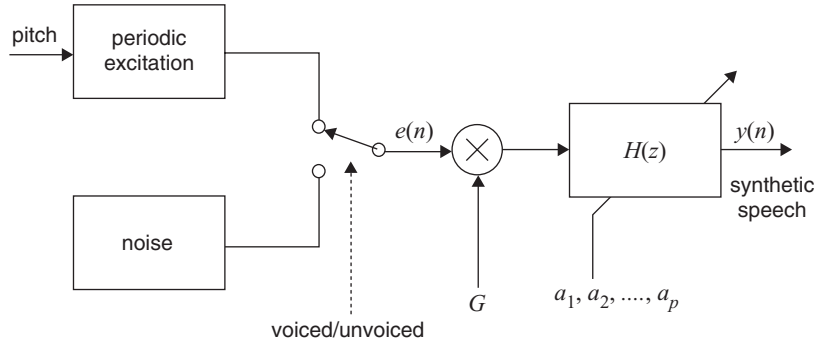 pitch
periodic
excitation
e(n)
H(z)
y(n)
synthetic
speech
noise
G
a₁, a₂, ...., aₚ
voiced/unvoiced